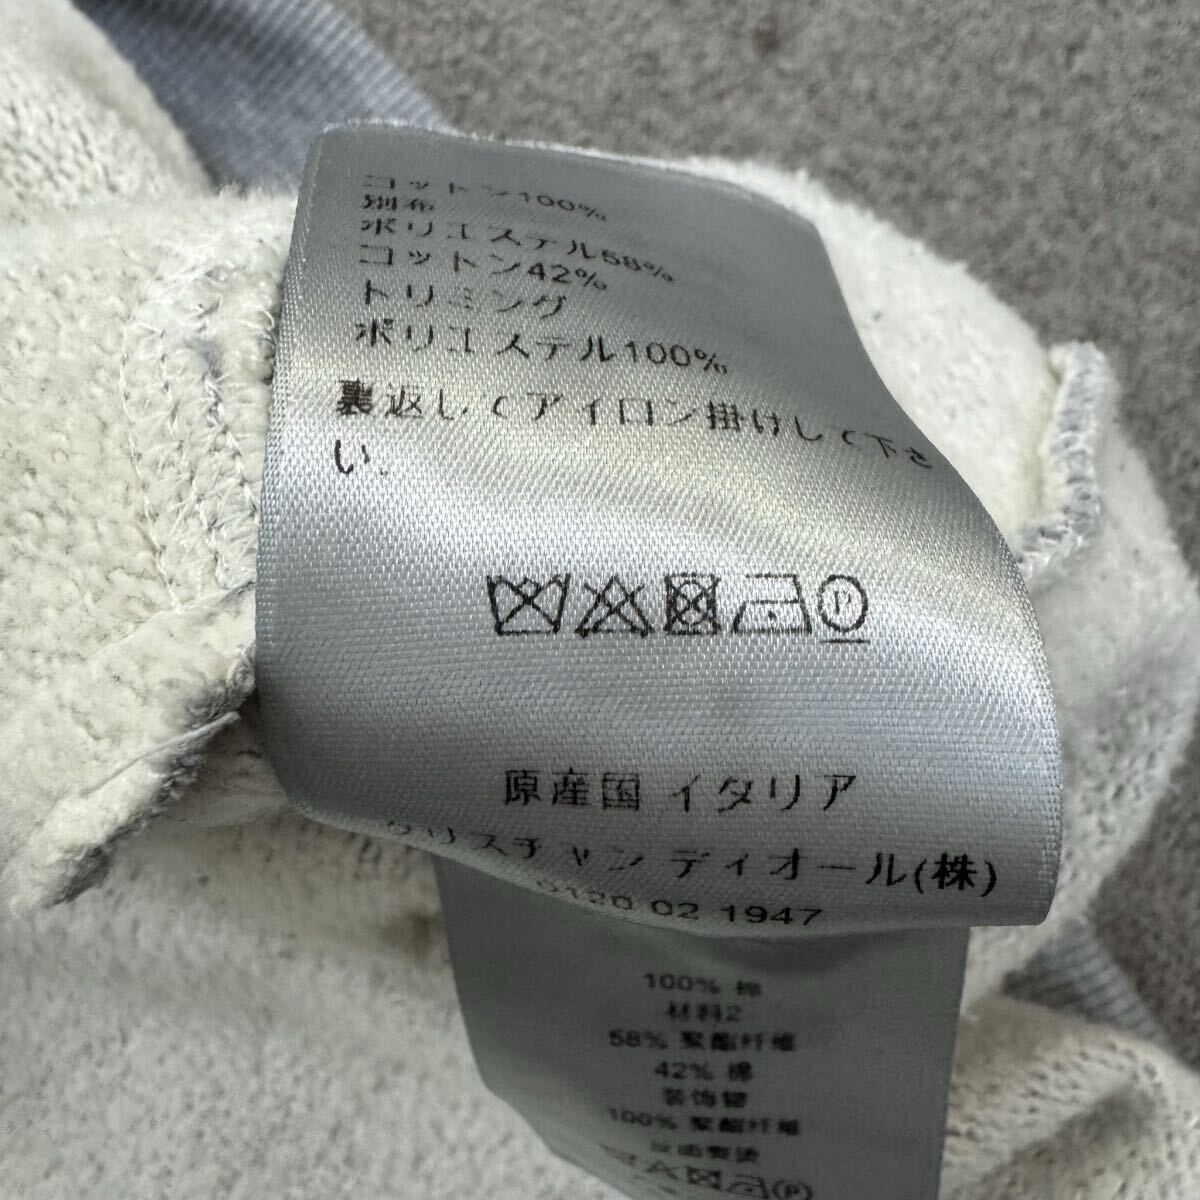 コットン100%
別布
ポリエステル58%
コットン42%
トリミング
ポリエステル100%
裏返してアイロン掛けして下さ
い.
P
原産国 イタリア
クリスチャン ディオール(株)
0120 02 1947
100% 棉
材料2
58% 聚酯纤维
42% 棉
装饰镶
100% 聚酯纤维
反面熨烫
P